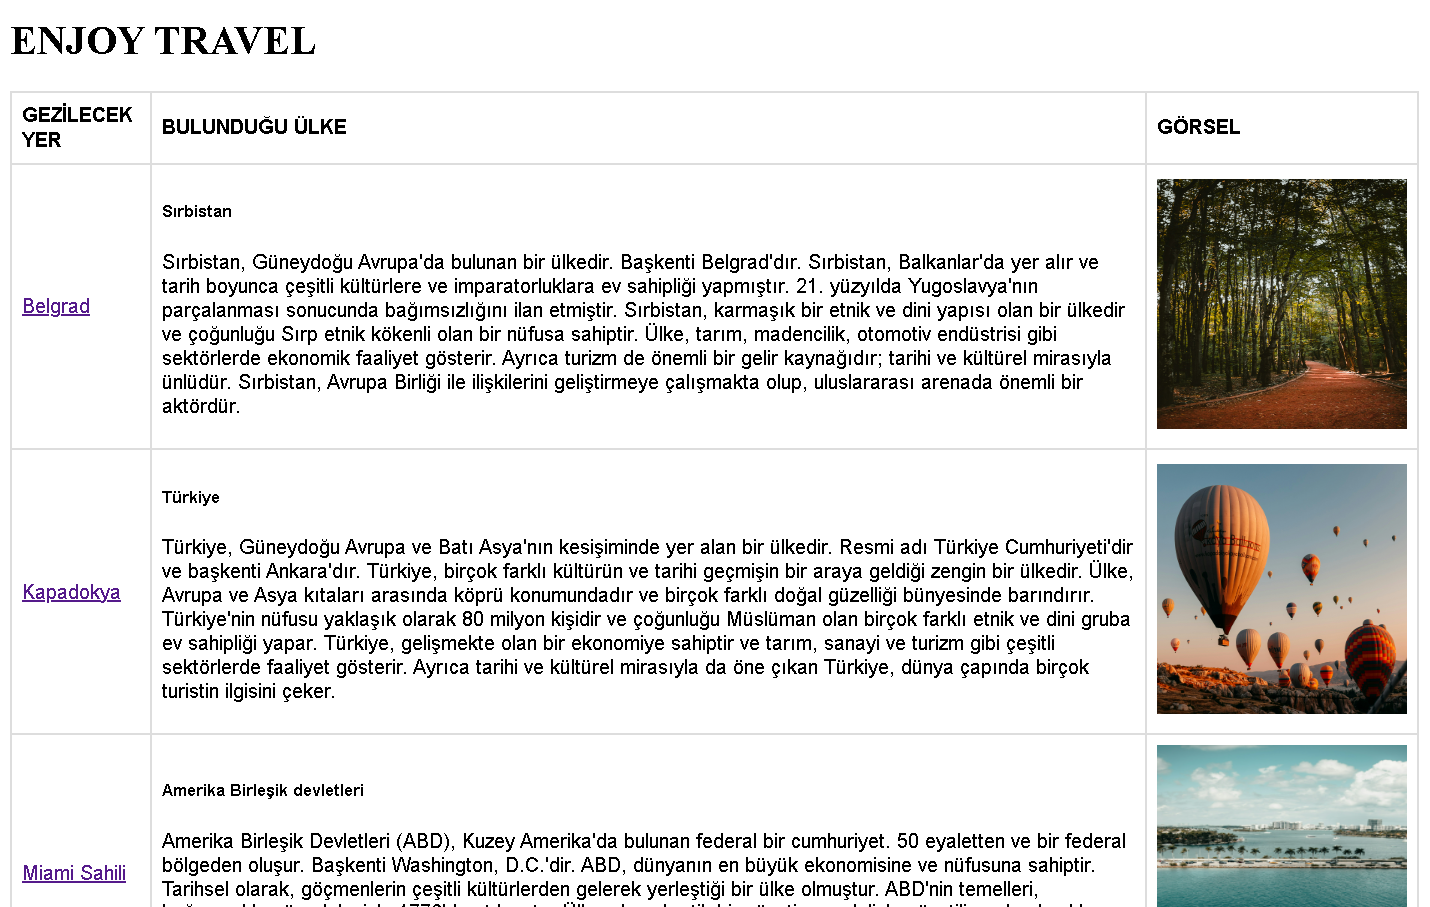 ENJOY TRAVEL
GEZİLECEK
YER
BULUNDUĞU ÜLKE
GÖRSEL
Belgrad
Sırbistan
Sırbistan, Güneydoğu Avrupa'da bulunan bir ülkedir. Başkenti Belgrad'dır. Sırbistan, Balkanlar'da yer alır ve
tarih boyunca çeşitli kültürlere ve imparatorluklara ev sahipliği yapmıştır. 21. yüzyılda Yugoslavya'nın
parçalanması sonucunda bağımsızlığını ilan etmiştir. Sırbistan, karmaşık bir etnik ve dini yapısı olan bir ülkedir
ve çoğunluğu Sırp etnik kökenli olan bir nüfusa sahiptir. Ülke, tarım, madencilik, otomotiv endüstrisi gibi
sektörlerde ekonomik faaliyet gösterir. Ayrıca turizm de önemli bir gelir kaynağıdır; tarihi ve kültürel mirasıyla
ünlüdür. Sırbistan, Avrupa Birliği ile ilişkilerini geliştirmeye çalışmakta olup, uluslararası arenada önemli bir
aktördür.
Kapadokya
Türkiye
Türkiye, Güneydoğu Avrupa ve Batı Asya'nın kesişiminde yer alan bir ülkedir. Resmi adı Türkiye Cumhuriyeti'dir
ve başkenti Ankara'dır. Türkiye, birçok farklı kültürün ve tarihi geçmişin bir araya geldiği zengin bir ülkedir. Ülke,
Avrupa ve Asya kıtaları arasında köprü konumundadır ve birçok farklı doğal güzelliği bünyesinde barındırır.
Türkiye'nin nüfusu yaklaşık olarak 80 milyon kişidir ve çoğunluğu Müslüman olan birçok farklı etnik ve dini gruba
ev sahipliği yapar. Türkiye, gelişmekte olan bir ekonomiye sahiptir ve tarım, sanayi ve turizm gibi çeşitli
sektörlerde faaliyet gösterir. Ayrıca tarihi ve kültürel mirasıyla da öne çıkan Türkiye, dünya çapında birçok
turistin ilgisini çeker.
Miami Sahili
Amerika Birleşik devletleri
Amerika Birleşik Devletleri (ABD), Kuzey Amerika'da bulunan federal bir cumhuriyet. 50 eyaletten ve bir federal
bölgeden oluşur. Başkenti Washington, D.C.'dir. ABD, dünyanın en büyük ekonomisine ve nüfusuna sahiptir.
Tarihsel olarak, göçmenlerin çeşitli kültürlerden gelerek yerleştiği bir ülke olmuştur. ABD'nin temelleri,